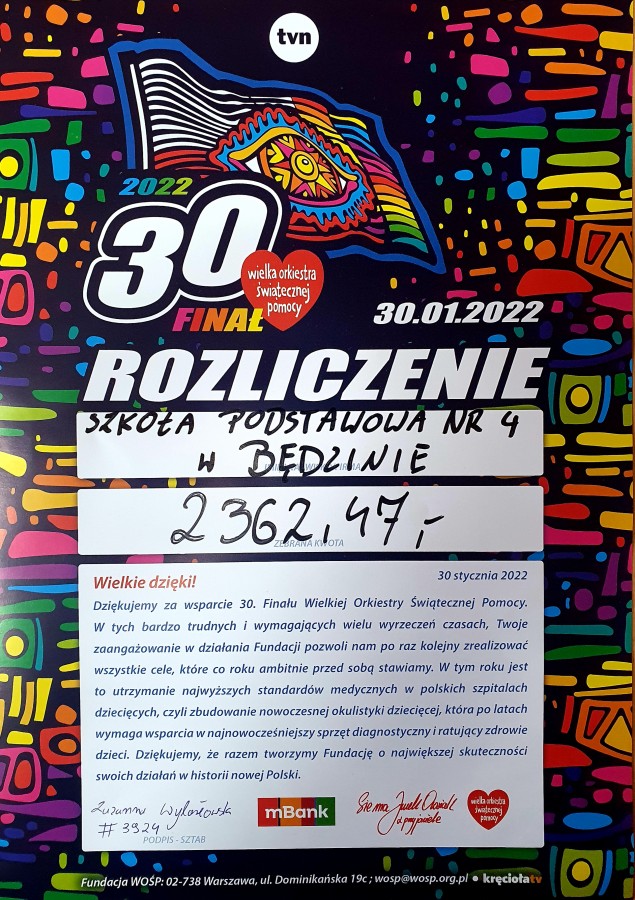 tvn
2022
30
FINAŁ
wielka orkiestra
świątecznej
pomocy
30.01.2022
ROZLICZENIE
SZKOŁA PODSTAWOWA NR 4
W BĘDZINIE
2362,47,-
ZEBRANA KWOTA
Wielkie dzięki!
30 stycznia 2022
Dziękujemy za wsparcie 30. Finału Wielkiej Orkiestry Świątecznej Pomocy.
W tych bardzo trudnych i wymagających wielu wyrzeczeń czasach, Twoje
zaangażowanie w działania Fundacji pozwoli nam po raz kolejny zrealizować
wszystkie cele, które co roku ambitnie przed sobą stawiamy. W tym roku jest
to utrzymanie najwyższych standardów medycznych w polskich szpitalach
dziecięcych, czyli zbudowanie nowoczesnej okulistyki dziecięcej, która po latach
wymaga wsparcia w najnowocześniejszy sprzęt diagnostyczny i ratujący zdrowie
dzieci. Dziękujemy, że razem tworzymy Fundację o największej skuteczności
swoich działań w historii nowej Polski.
Zuzanna
# 3924
PODPIS - SZTAB
mBank
Siema Jurek Owsiak
i przyjaciele
wielka orkiestra
świątecznej
pomocy
Fundacja WOŚP: 02-738 Warszawa, ul. Dominikańska 19c ; wosp@wosp.org.pl • kręciołatv